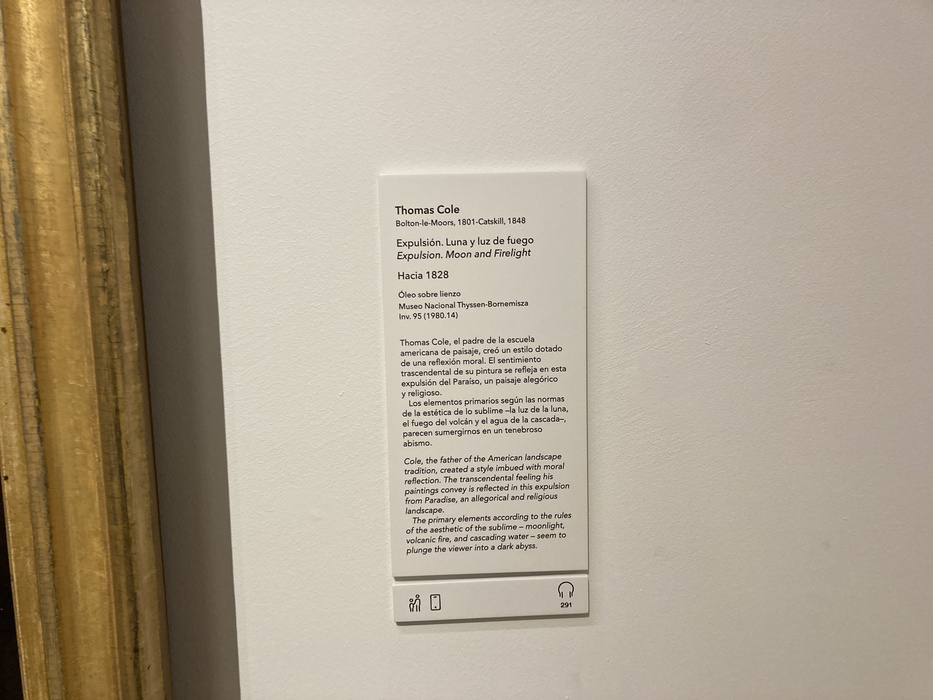 Thomas Cole
Bolton-le-Moors, 1801-Catskill, 1848
Expulsión. Luna y luz de fuego
Expulsion. Moon and Firelight
Hacia 1828
Óleo sobre lienzo
Museo Nacional Thyssen-Bornemisza
Inv. 95 (1980.14)
Thomas Cole, el padre de la escuela
americana de paisaje, creó un estilo dotado
de una reflexión moral. El sentimiento
trascendental de su pintura se refleja en esta
expulsión del Paraíso, un paisaje alegórico
y religioso.
Los elementos primarios según las normas
de la estética de lo sublime –la luz de la luna,
el fuego del volcán y el agua de la cascada–,
parecen sumergirnos en un tenebroso
abismo.
Cole, the father of the American landscape
tradition, created a style imbued with moral
reflection. The transcendental feeling his
paintings convey is reflected in this expulsion
from Paradise, an allegorical and religious
landscape.
The primary elements according to the rules
of the aesthetic of the sublime – moonlight,
volcanic fire, and cascading water – seem to
plunge the viewer into a dark abyss.
291